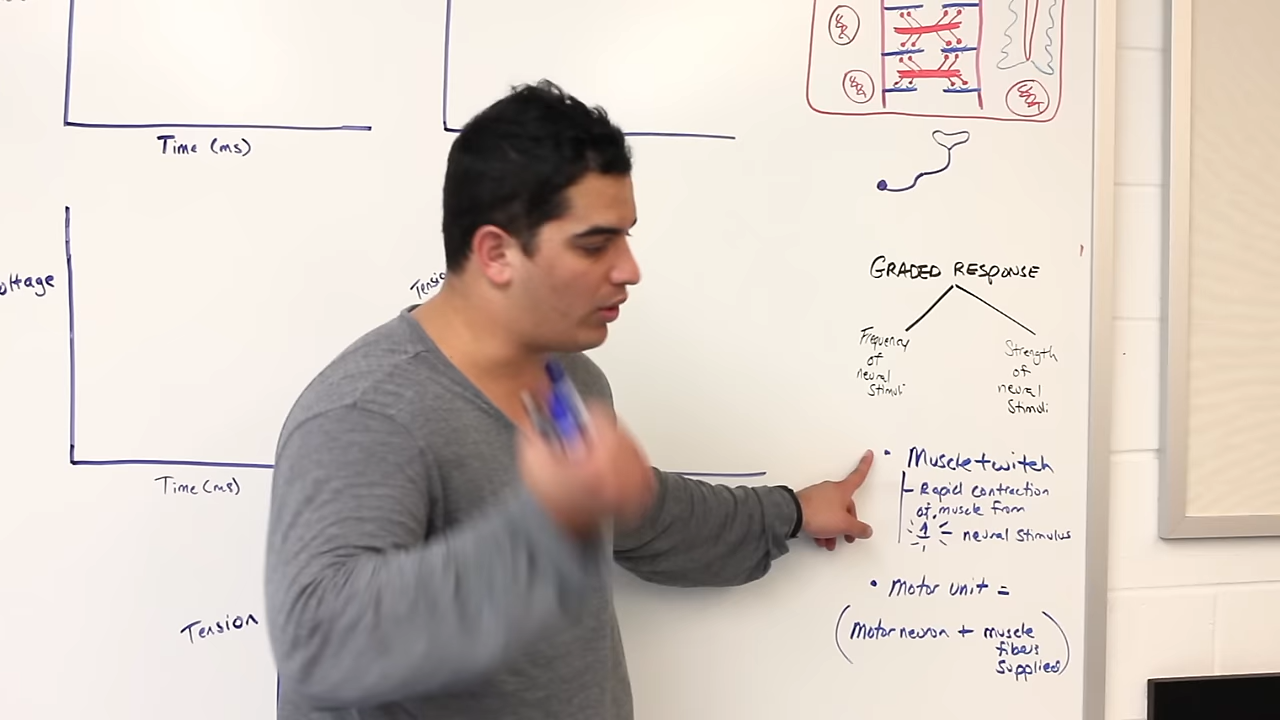 Time (ms)
Voltage
Tensio
Time (ms)
Tension
GRADED RESPONSE
Frequency
of
neural
Stimuli
Strength
of
neural
Stimuli
• Muscle twitch
- Rapid contraction
of muscle from
1 neural Stimulus
• Motor unit =
(Motor neuron + muscle
fibers
supplied)